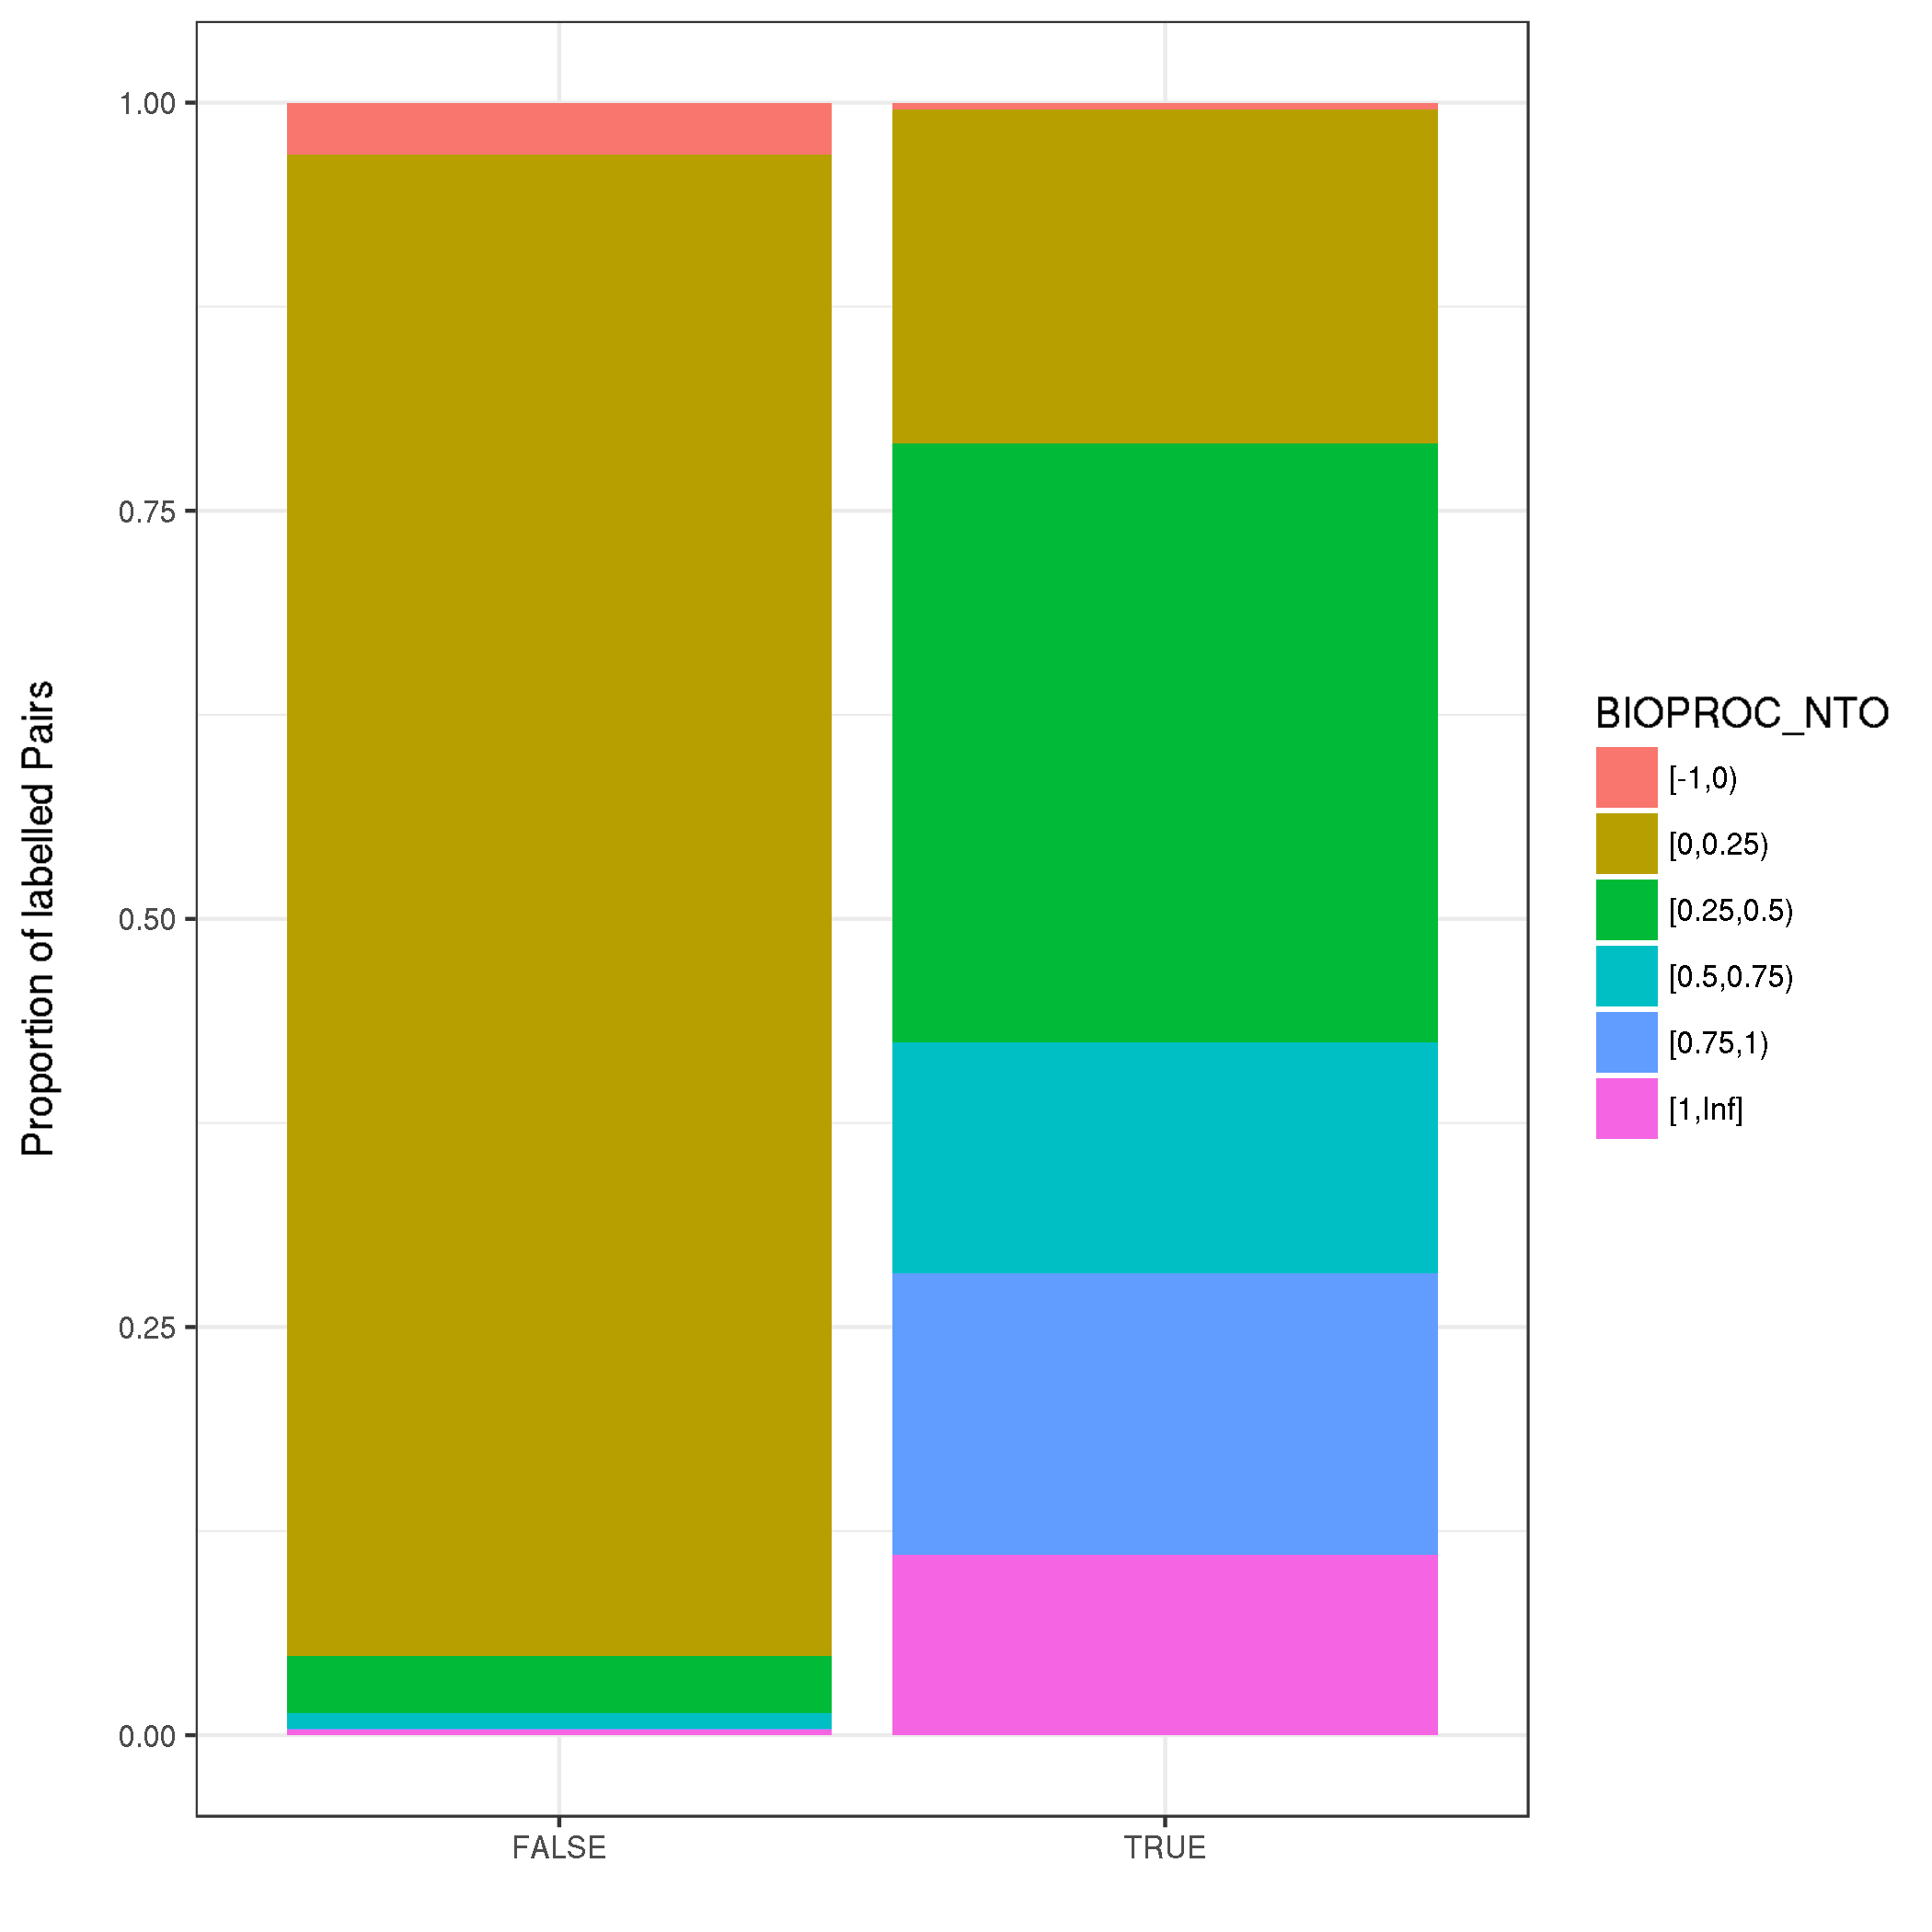 Proportion of labelled Pairs
1.00
0.75
0.50
0.25
0.00
FALSE
TRUE
BIOPROC_NTO
[-1,0)
[0,0.25)
[0.25,0.5)
[0.5,0.75)
[0.75,1)
[1,Inf]